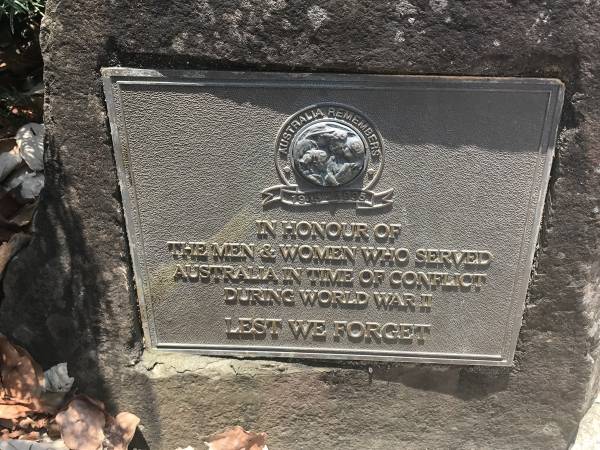 AUSTRALIA REMEMBERS
IN HONOUR OF
THE MEN & WOMEN WHO SERVED
AUSTRALIA IN TIME OF CONFLICT
DURING WORLD WAR II
LEST WE FORGET